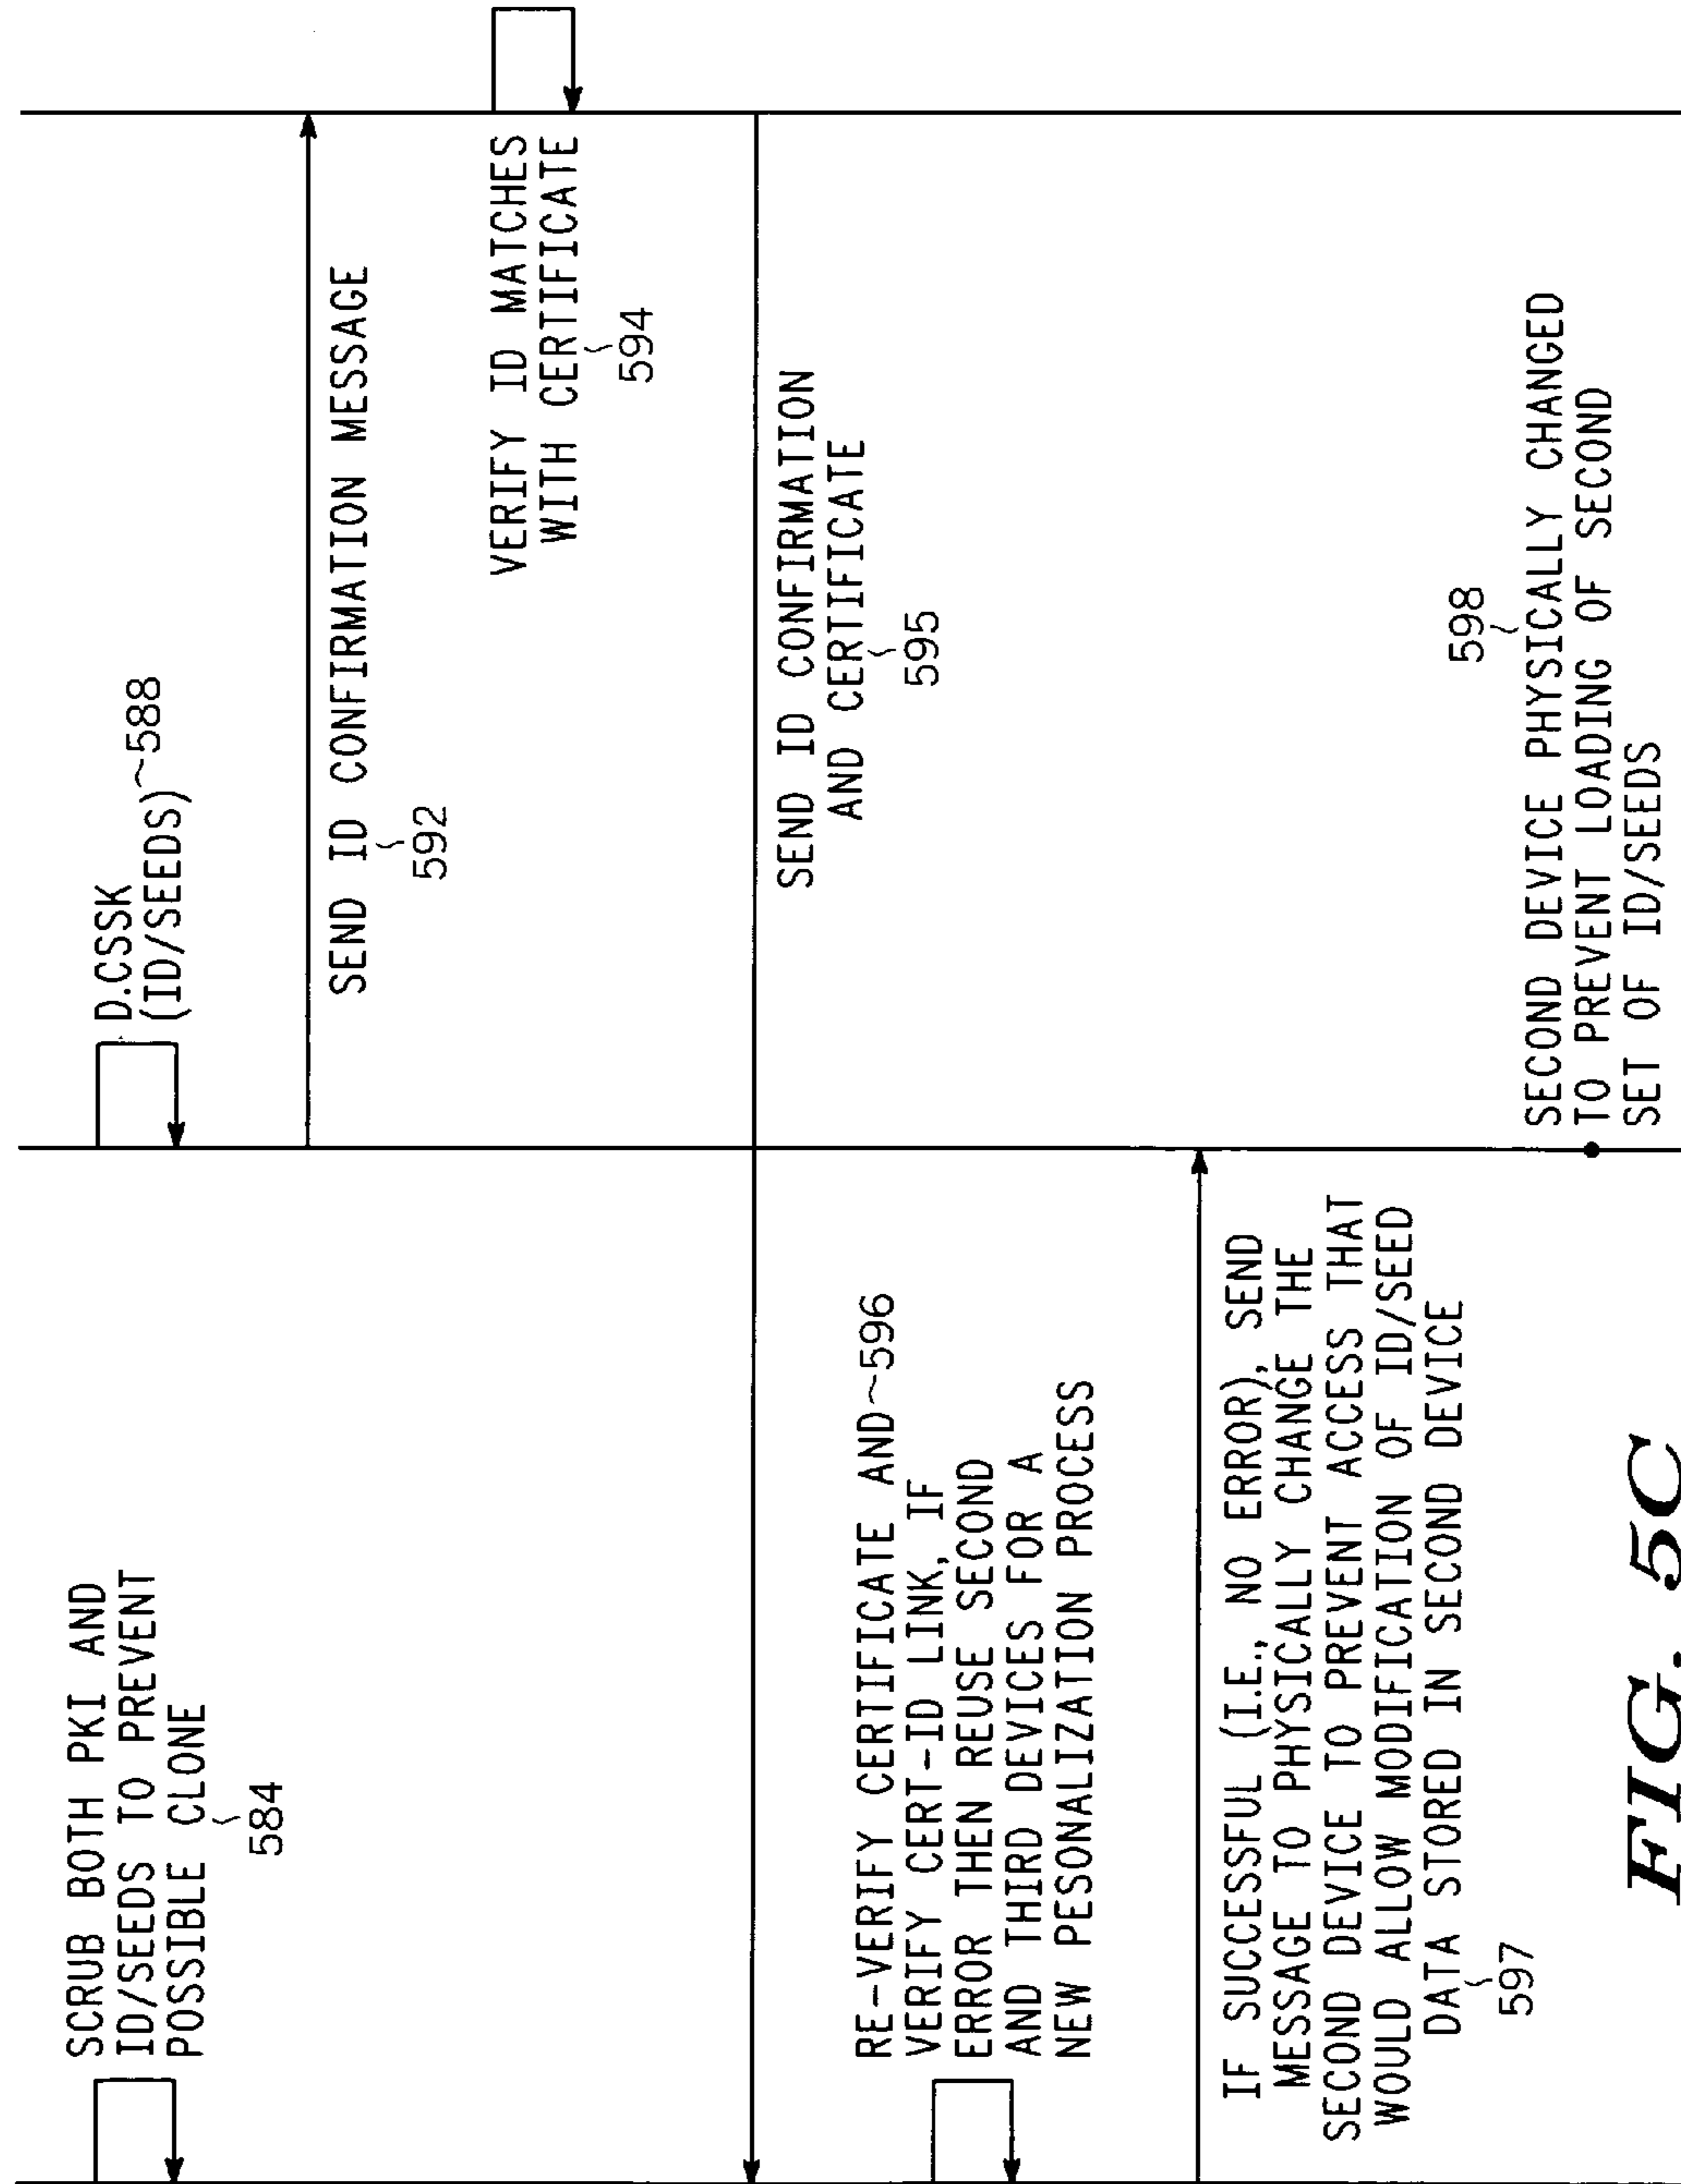 SCRUB BOTH PKI AND
ID/SEEDS TO PREVENT
POSSIBLE CLONE
584
D.CSSK
(ID/SEEDS)~588
SEND ID CONFIRMATION MESSAGE
592
VERIFY ID MATCHES
WITH CERTIFICATE
594
SEND ID CONFIRMATION
AND CERTIFICATE
595
RE-VERIFY CERTIFICATE AND~596
VERIFY CERT-ID LINK, IF
ERROR THEN REUSE SECOND
AND THIRD DEVICES FOR A
NEW PESONALIZATION PROCESS
IF SUCCESSFUL (I.E., NO ERROR), SEND
MESSAGE TO PHYSICALLY CHANGE THE
SECOND DEVICE TO PREVENT ACCESS THAT
WOULD ALLOW MODIFICATION OF ID/SEED
DATA STORED IN SECOND DEVICE
597
598
SECOND DEVICE PHYSICALLY CHANGED
TO PREVENT LOADING OF SECOND
SET OF ID/SEEDS
FIG. 5C